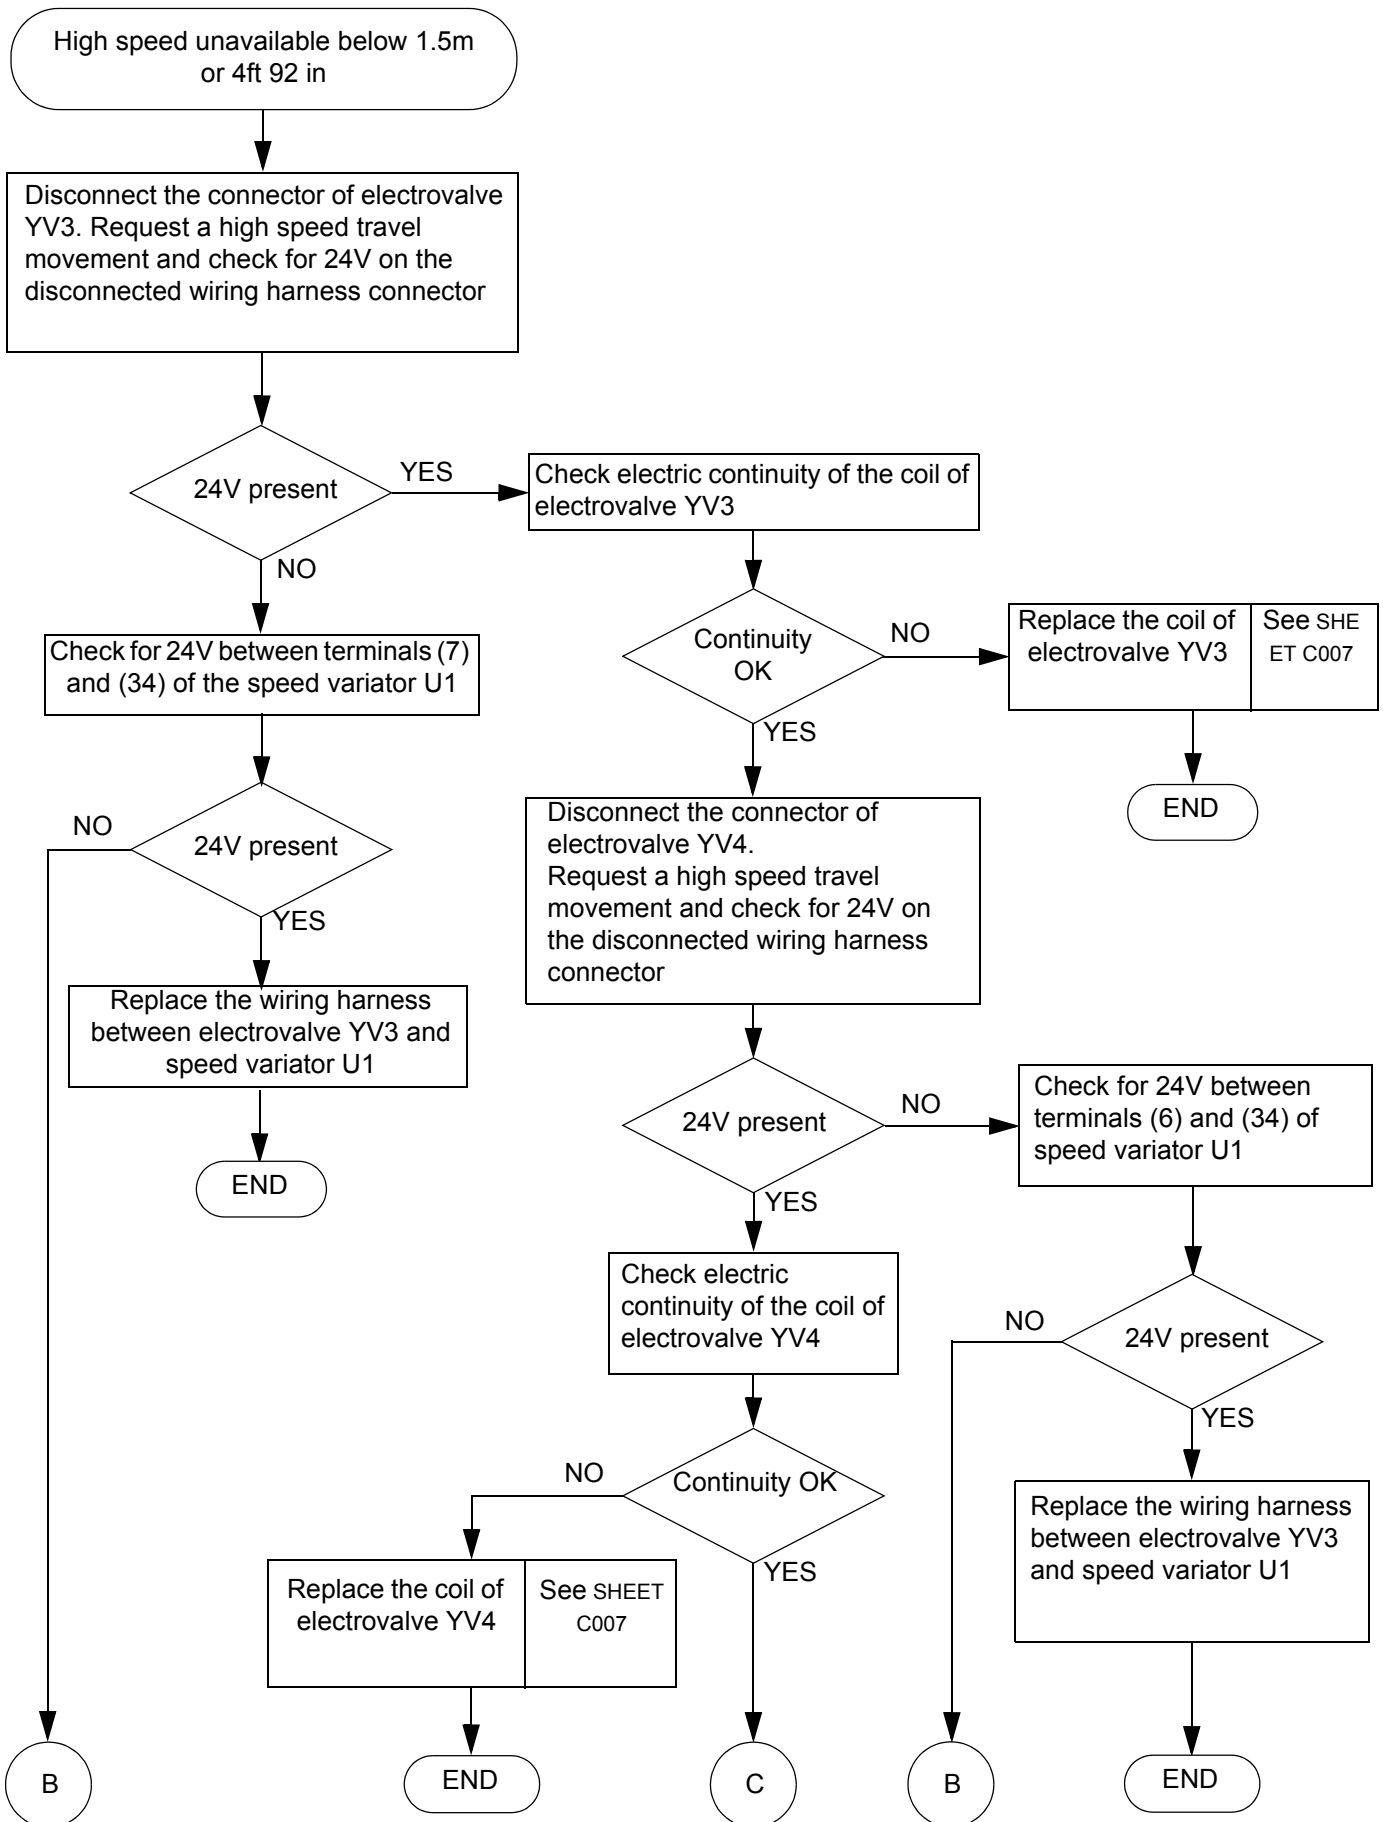 High speed unavailable below 1.5m
or 4ft 92 in
Disconnect the connector of electrovalve
YV3. Request a high speed travel
movement and check for 24V on the
disconnected wiring harness connector
24V present
YES
NO
Check electric continuity of the coil of
electrovalve YV3
Continuity
OK
NO
YES
Replace the coil of
electrovalve YV3
See SHE
ET C007
END
Check for 24V between terminals (7)
and (34) of the speed variator U1
24V present
NO
YES
Replace the wiring harness
between electrovalve YV3 and
speed variator U1
END
Disconnect the connector of
electrovalve YV4.
Request a high speed travel
movement and check for 24V on
the disconnected wiring harness
connector
24V present
NO
YES
Check for 24V between
terminals (6) and (34) of
speed variator U1
24V present
NO
YES
Check electric
continuity of the coil of
electrovalve YV4
Continuity OK
NO
YES
Replace the coil of
electrovalve YV4
See SHEET
C007
Replace the wiring harness
between electrovalve YV3
and speed variator U1
B
END
C
B
END